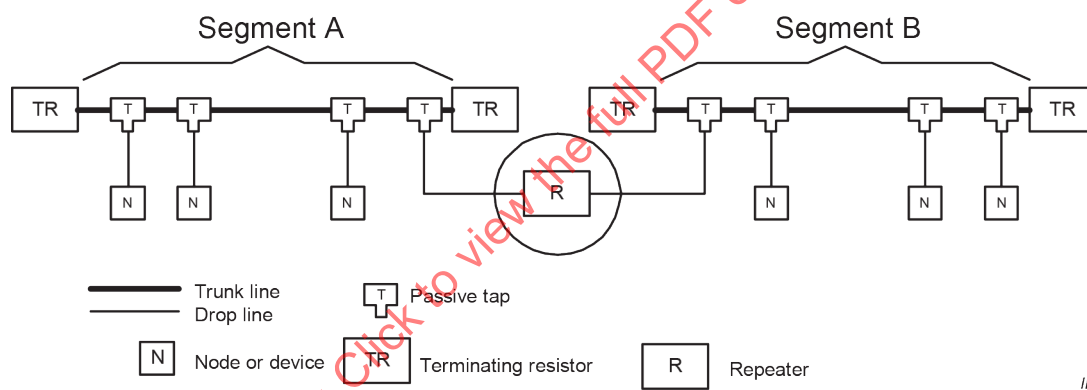 Segment A
Segment B
TR T T T T TR TR T T T T TR
N N N R N N N
Trunk line
Drop line
T Passive tap
N Node or device
TR Terminating resistor
R Repeater
Click to view the full PDF